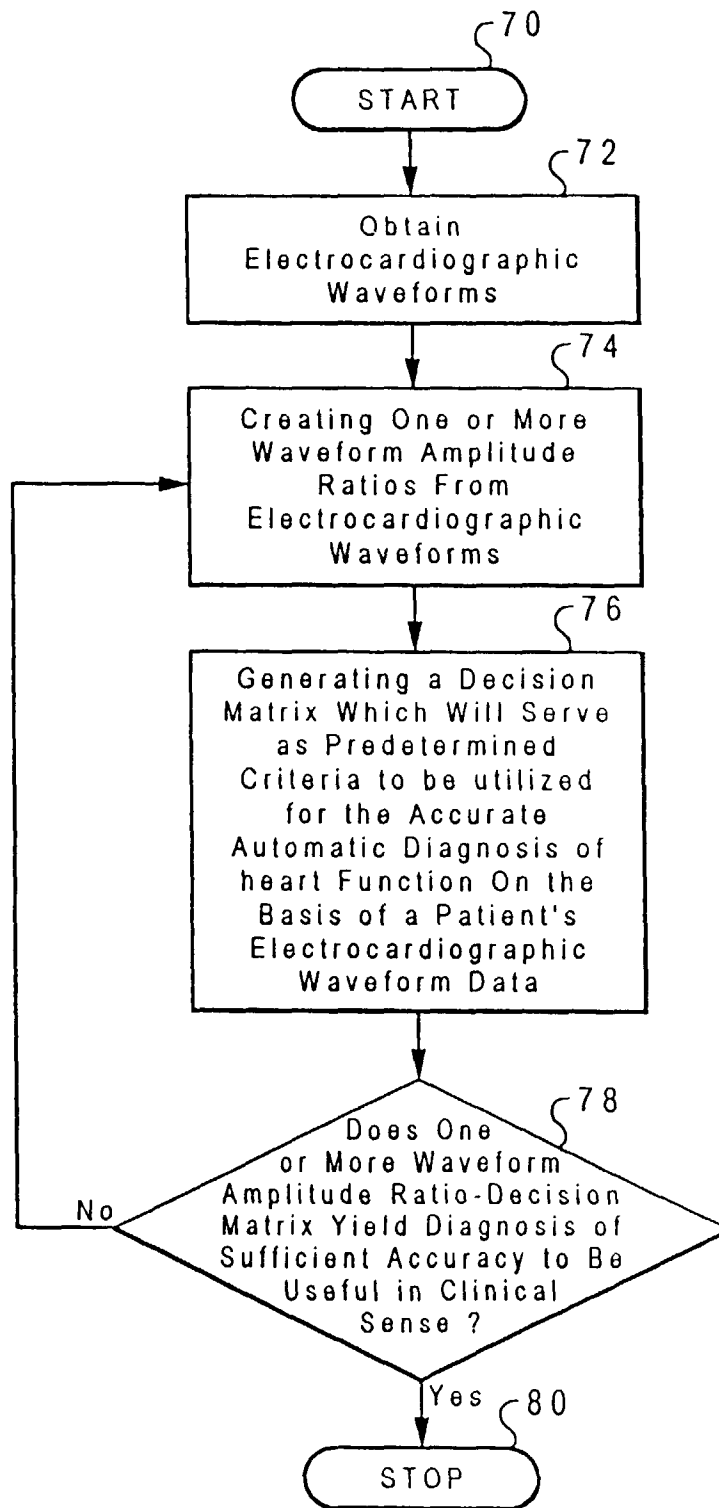 70
START
72
Obtain
Electrocardiographic
Waveforms
74
Creating One or More
Waveform Amplitude
Ratios From
Electrocardiographic
Waveforms
76
Generating a Decision
Matrix Which Will Serve
as Predetermined
Criteria to be utilized
for the Accurate
Automatic Diagnosis of
heart Function On the
Basis of a Patient's
Electrocardiographic
Waveform Data
78
Does One
or More Waveform
Amplitude Ratio-Decision
Matrix Yield Diagnosis of
Sufficient Accuracy to Be
Useful in Clinical
Sense ?
No
Yes
80
STOP